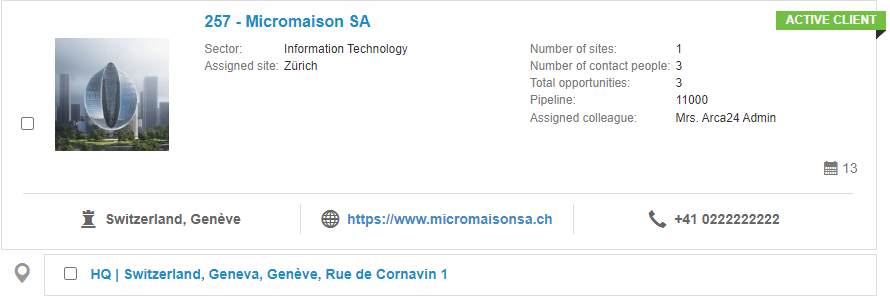 257 - Micromaison SA
ACTIVE CLIENT
Sector: Information Technology
Assigned site: Zürich
Number of sites: 1
Number of contact people: 3
Total opportunities: 3
Pipeline: 11000
Assigned colleague: Mrs. Arca24 Admin
13
Switzerland, Genève
https://www.micromaisonsa.ch
+41 0222222222
HQ | Switzerland, Geneva, Genève, Rue de Cornavin 1